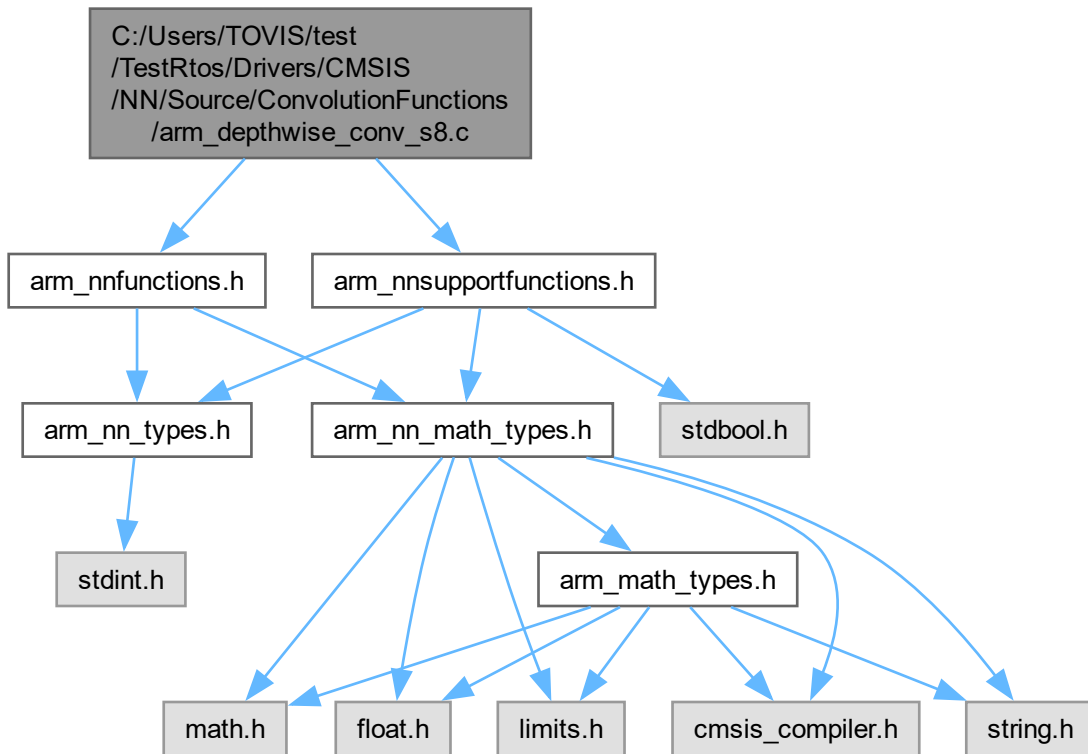 C:/Users/TOVIS/test
/TestRtos/Drivers/CMSIS
/NN/Source/ConvolutionFunctions
/arm_depthwise_conv_s8.c
arm_nnfunctions.h
arm_nnsupportfunctions.h
arm_nn_types.h
arm_nn_math_types.h
stdbool.h
stdint.h
arm_math_types.h
math.h
float.h
limits.h
cmsis_compiler.h
string.h